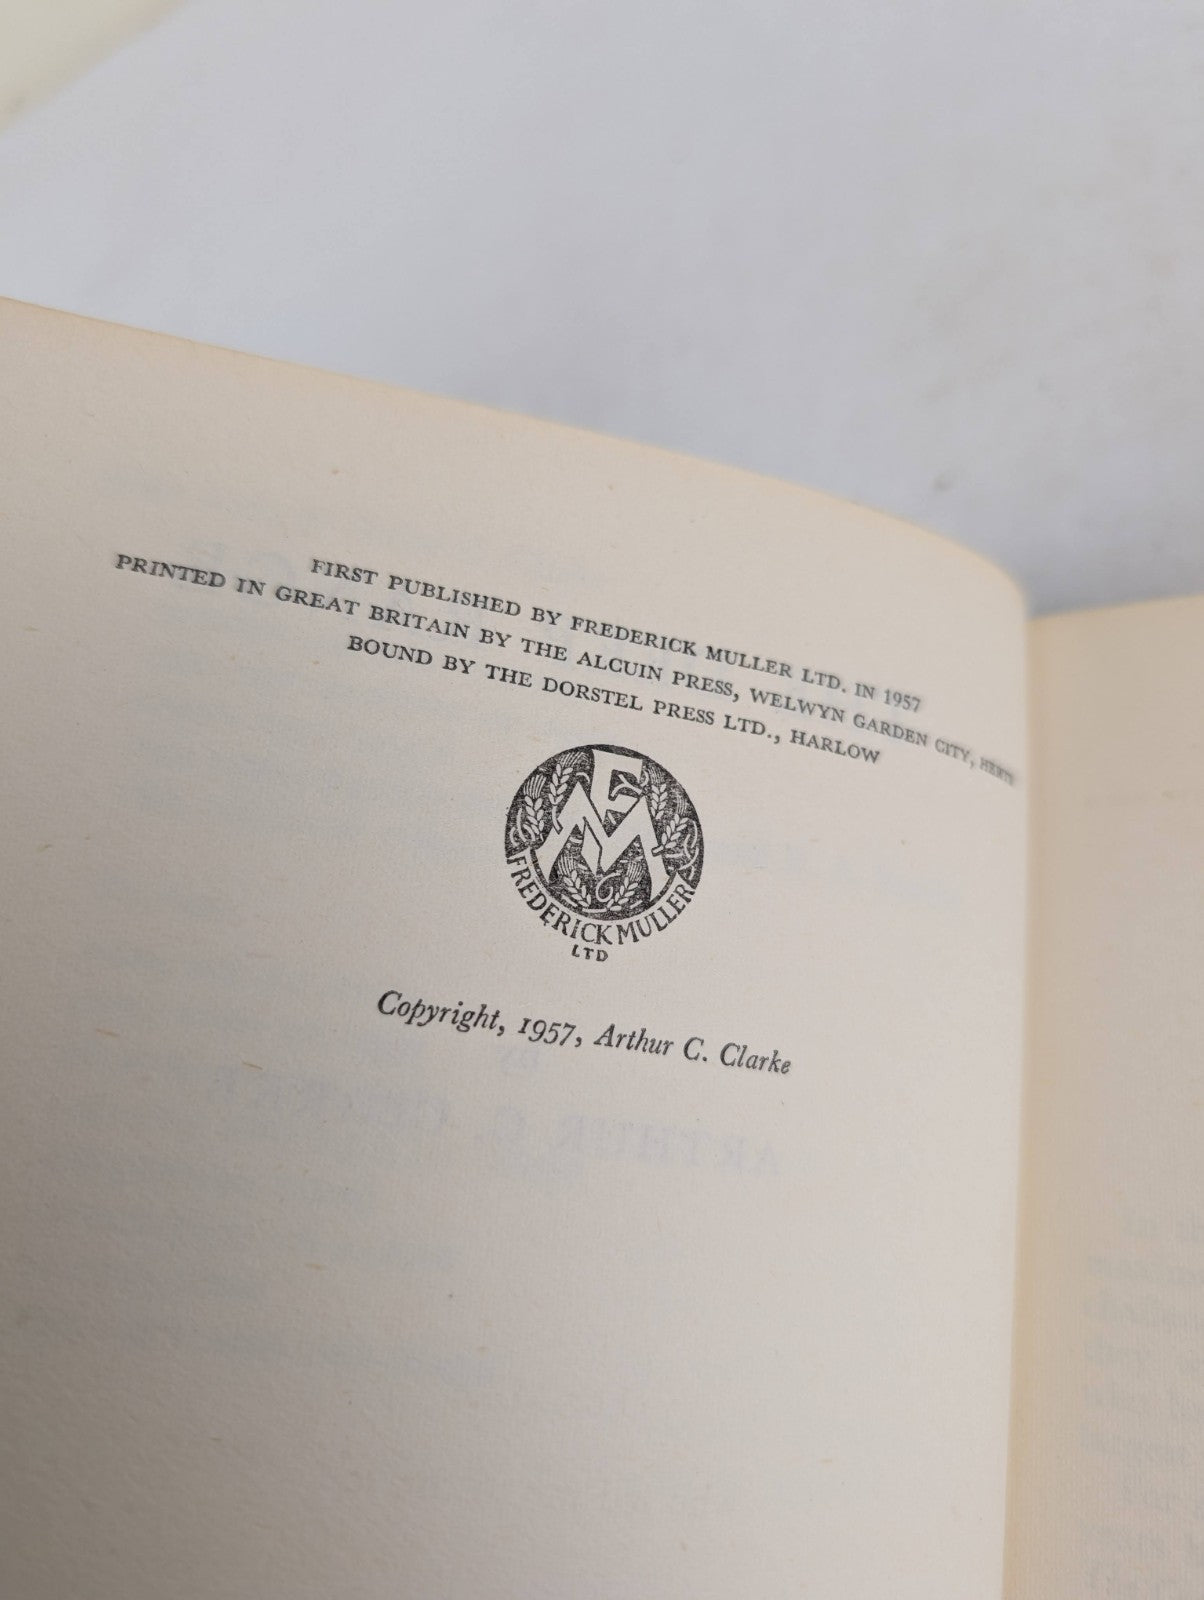 FIRST PUBLISHED BY FREDERICK MULLER LTD. IN 1957
PRINTED IN GREAT BRITAIN BY THE ALCUIN PRESS, WELWYN GARDEN CITY, HERTS
BOUND BY THE DORSTEL PRESS LTD., HARLOW
FM
FREDERICK MULLER
LTD
Copyright, 1957, Arthur C. Clarke